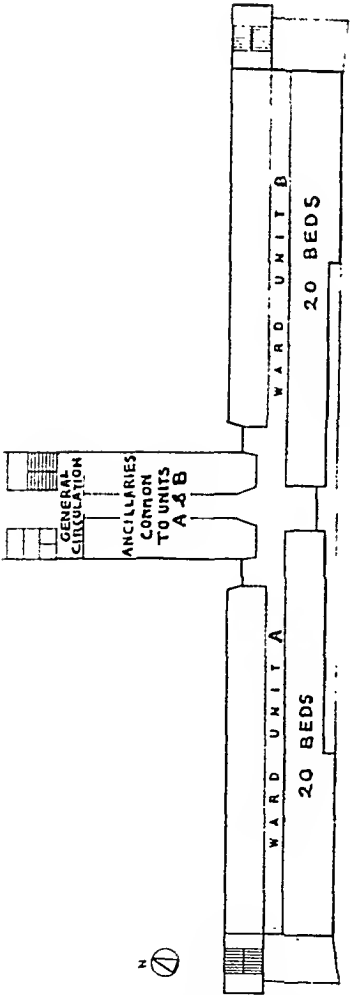 GENERAL
CIRCULATION
ANCILLARIES
COMMON
TO UNITS
A & B
WARD UNIT B
20 BEDS
WARD UNIT A
20 BEDS
N